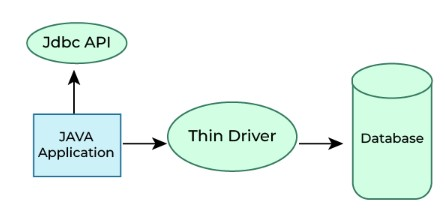 Jdbc API
JAVA
Application
Thin Driver
Database